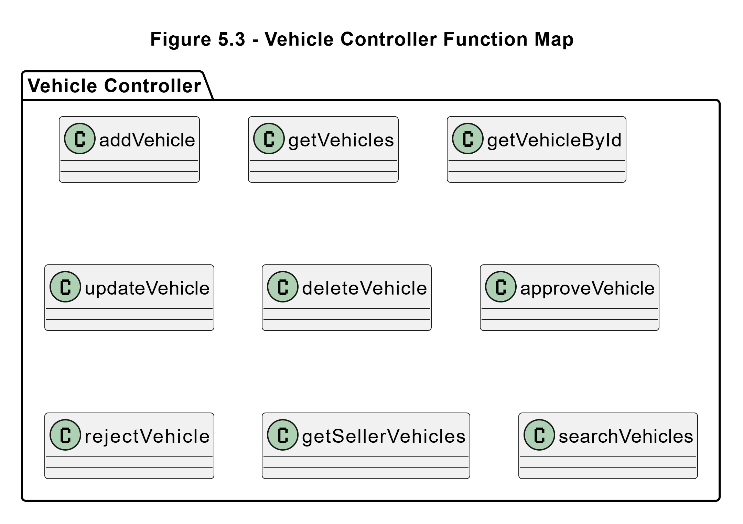 Figure 5.3 - Vehicle Controller Function Map
Vehicle Controller
C addVehicle
C getVehicles
C getVehicleById
C updateVehicle
C deleteVehicle
C approveVehicle
C rejectVehicle
C getSellerVehicles
C searchVehicles